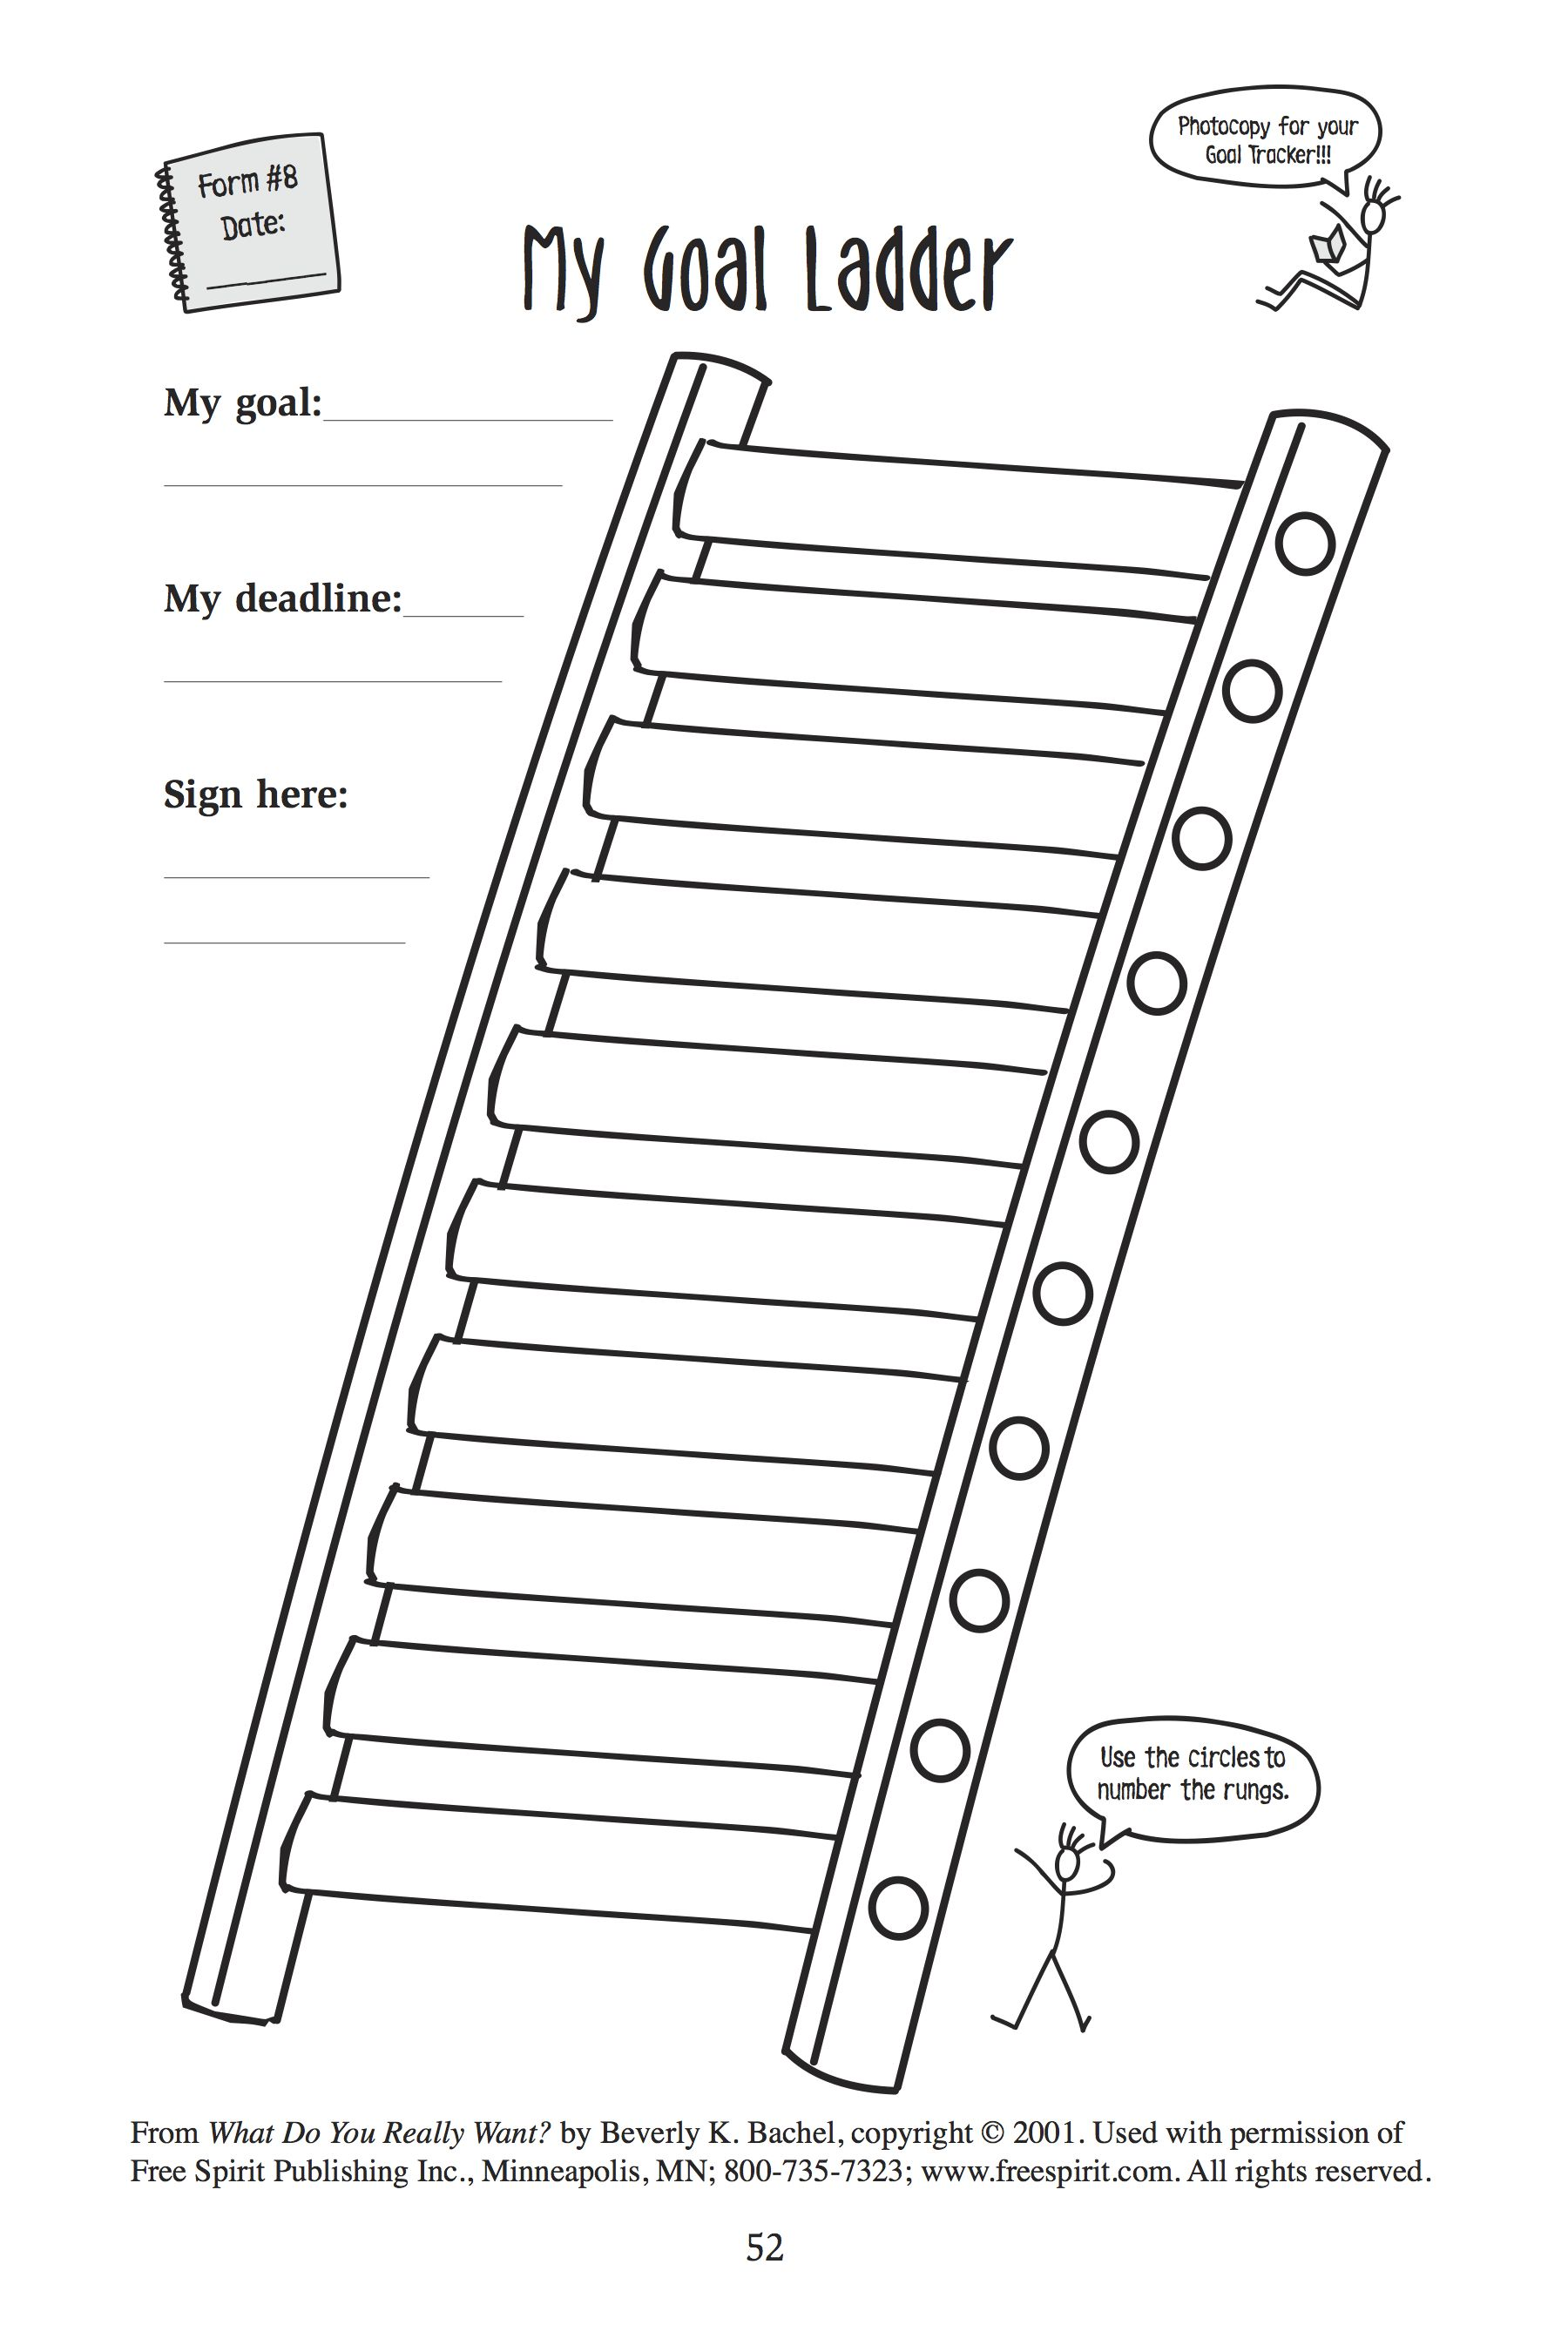 Form #8
Date:
Photocopy for your
Goal Tracker!!!
My Goal Ladder
My goal:
My deadline:
Sign here:
Use the circles to
number the rungs.
From What Do You Really Want? by Beverly K. Bachel, copyright © 2001. Used with permission of
Free Spirit Publishing Inc., Minneapolis, MN; 800-735-7323; www.freespirit.com. All rights reserved.
52